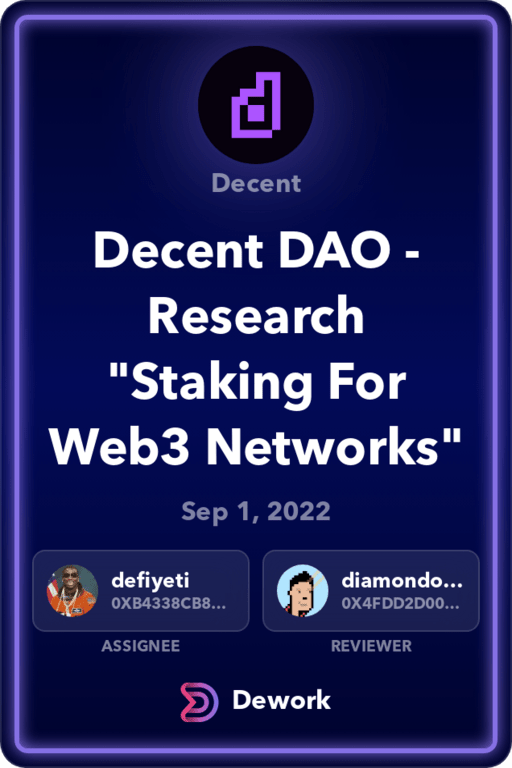 Decent
Decent DAO -
Research
"Staking For
Web3 Networks"
Sep 1, 2022
defiyeti
0XB4338CB8...
ASSIGNEE
diamondo...
0X4FDD2D00...
REVIEWER
Dework